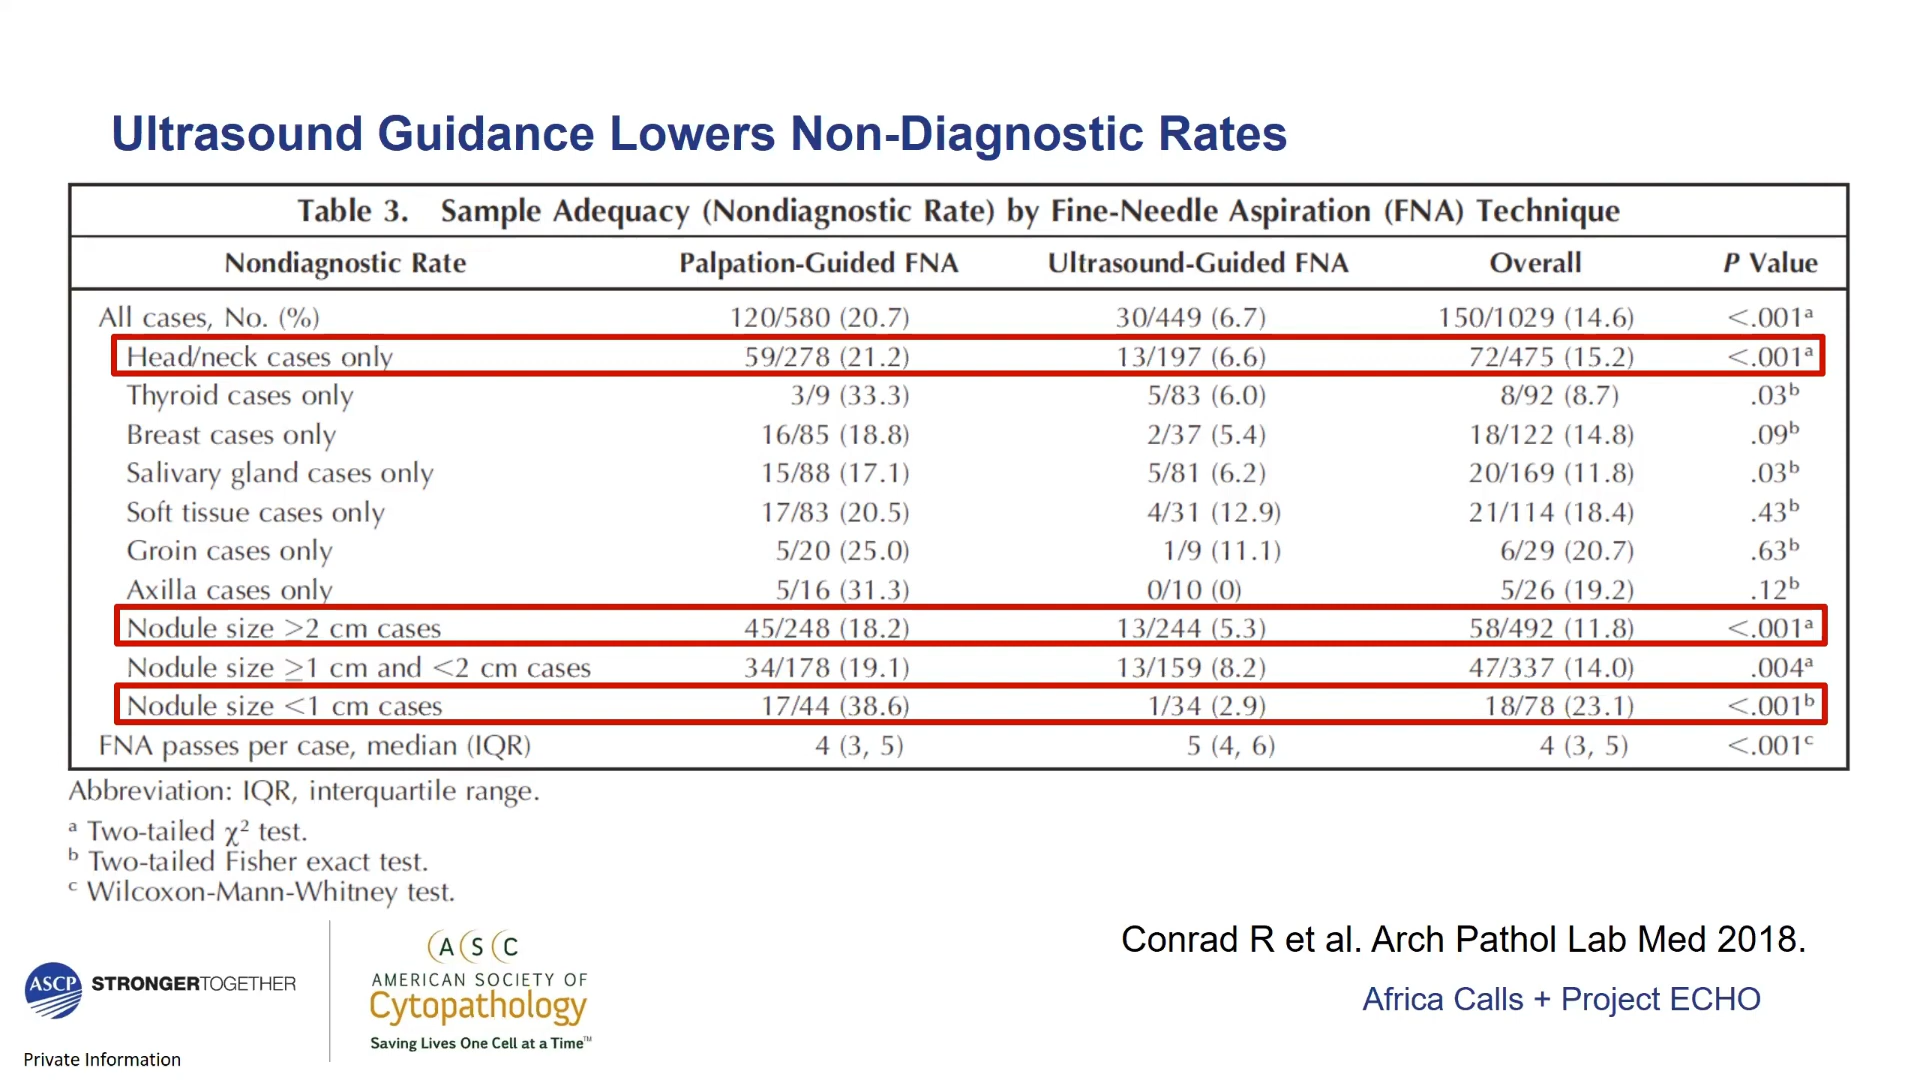 Ultrasound Guidance Lowers Non-Diagnostic Rates
Table 3. Sample Adequacy (Nondiagnostic Rate) by Fine-Needle Aspiration (FNA) Technique
Nondiagnostic Rate Palpation-Guided FNA Ultrasound-Guided FNA Overall P Value
All cases, No. (%) 120/580 (20.7) 30/449 (6.7) 150/1029 (14.6) <.001ᵃ
Head/neck cases only 59/278 (21.2) 13/197 (6.6) 72/475 (15.2) <.001ᵃ
Thyroid cases only 3/9 (33.3) 5/83 (6.0) 8/92 (8.7) .03ᵇ
Breast cases only 16/85 (18.8) 2/37 (5.4) 18/122 (14.8) .09ᵇ
Salivary gland cases only 15/88 (17.1) 5/81 (6.2) 20/169 (11.8) .03ᵇ
Soft tissue cases only 17/83 (20.5) 4/31 (12.9) 21/114 (18.4) .43ᵇ
Groin cases only 5/20 (25.0) 1/9 (11.1) 6/29 (20.7) .63ᵇ
Axilla cases only 5/16 (31.3) 0/10 (0) 5/26 (19.2) .12ᵇ
Nodule size >2 cm cases 45/248 (18.2) 13/244 (5.3) 58/492 (11.8) <.001ᵃ
Nodule size ≥1 cm and <2 cm cases 34/178 (19.1) 13/159 (8.2) 47/337 (14.0) .004ᵃ
Nodule size <1 cm cases 17/44 (38.6) 1/34 (2.9) 18/78 (23.1) <.001ᵇ
FNA passes per case, median (IQR) 4 (3, 5) 5 (4, 6) 4 (3, 5) <.001ᶜ
Abbreviation: IQR, interquartile range.
ᵃ Two-tailed χ² test.
ᵇ Two-tailed Fisher exact test.
ᶜ Wilcoxon-Mann-Whitney test.
Conrad R et al. Arch Pathol Lab Med 2018.
Africa Calls + Project ECHO
ASCP STRONGERTOGETHER
ASC
AMERICAN SOCIETY OF
Cytopathology
Saving Lives One Cell at a Time™
Private Information